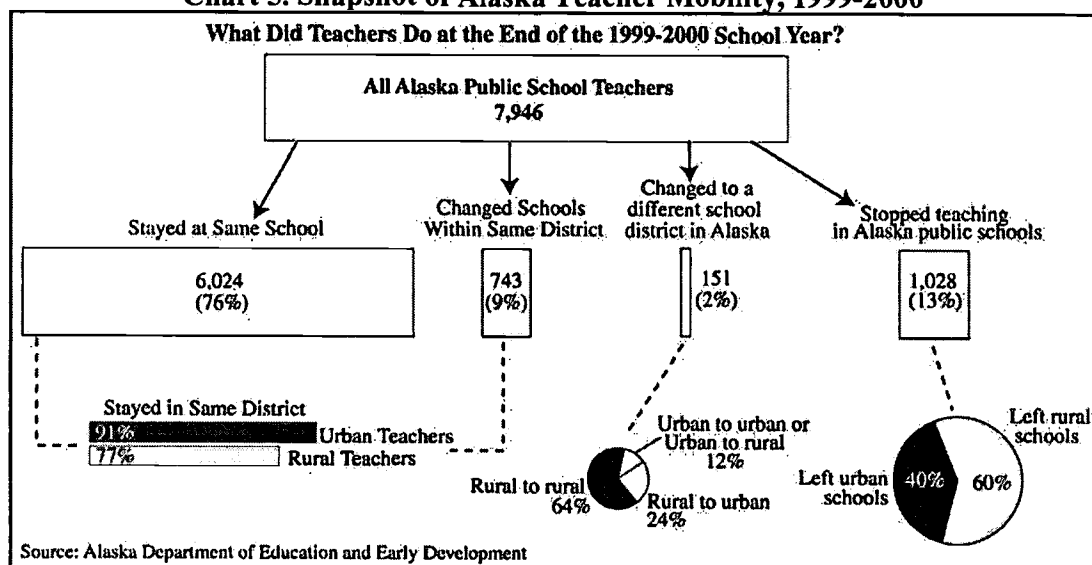 Chart 3. Snapshot of Alaska Teacher Mobility, 1999-2000
What Did Teachers Do at the End of the 1999-2000 School Year?
All Alaska Public School Teachers
7,946
Stayed at Same School
6,024
(76%)
Changed Schools
Within Same District
743
(9%)
Changed to a
different school
district in Alaska
151
(2%)
Stopped teaching
in Alaska public schools
1,028
(13%)
Stayed in Same District
91%
Urban Teachers
77%
Rural Teachers
Urban to urban or
Urban to rural
12%
Rural to rural
64%
Rural to urban
24%
Left rural
schools
Left urban
schools
40%
60%
Source: Alaska Department of Education and Early Development